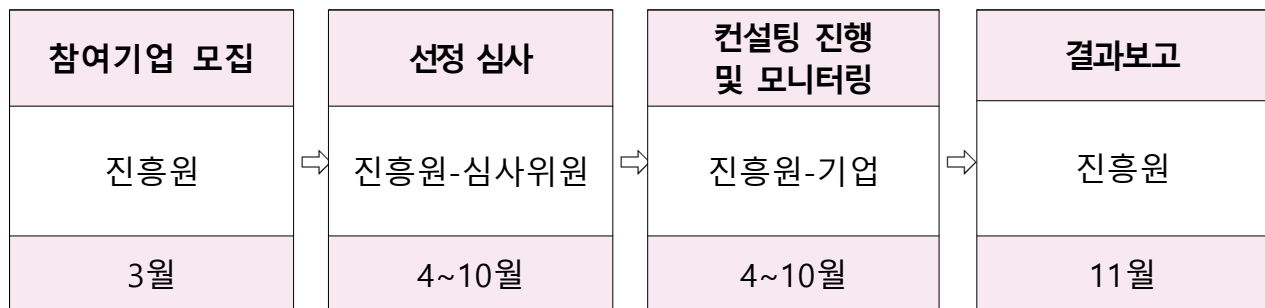 참여기업 모집
진흥원
3월
⇨
선정 심사
진흥원-심사위원
4~10월
⇨
컨설팅 진행
및 모니터링
진흥원-기업
4~10월
⇨
결과보고
진흥원
11월